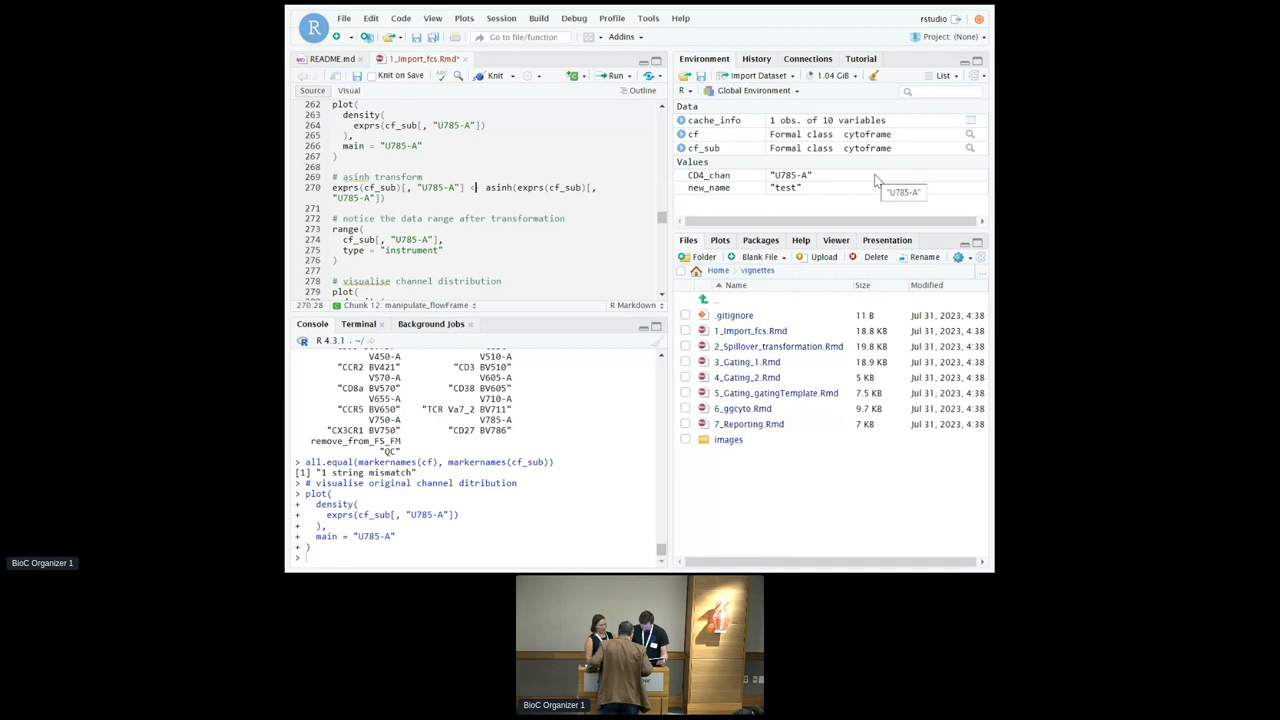 File Edit Code View Plots Session Build Debug Profile Tools Help
rstudio
Go to file/function Addins
Project: (None)
README.md 1_Import_fcs.Rmd*
Knit on Save Knit Run
Source Visual Outline
262 plot(
263 density(
264 exprs(cf_sub[, "U785-A"])
265 ),
266 main = "U785-A"
267 )
268
269 # asinh transform
270 exprs(cf_sub)[, "U785-A"] < asinh(exprs(cf_sub)[,
"U785-A"])
271
272 # notice the data range after transformation
273 range(
274 cf_sub[, "U785-A"],
275 type = "instrument"
276 )
277
278 # visualise channel distribution
279 plot(
270:28 Chunk 12: manipulate_flowFrame R Markdown
Console Terminal Background Jobs
R 4.3.1 . ~/
V450-A V510-A
"CCR2 BV421" "CD3 BV510"
V570-A V605-A
"CD8a BV570" "CD38 BV605"
V655-A V710-A
"CCR5 BV650" "TCR Va7_2 BV711"
V750-A V785-A
"CX3CR1 BV750" "CD27 BV786"
remove_from_FS_FM
"QC"
> all.equal(markernames(cf), markernames(cf_sub))
[1] "1 string mismatch"
> # visualise original channel ditribution
> plot(
+ density(
+ exprs(cf_sub[, "U785-A"])
+ ),
+ main = "U785-A"
+ )
>
Environment History Connections Tutorial
Import Dataset 1.04 GiB List
R Global Environment
Data
cache_info 1 obs. of 10 variables
cf Formal class cytoframe
cf_sub Formal class cytoframe
Values
CD4_chan "U785-A"
new_name "test"
"U785-A"
Files Plots Packages Help Viewer Presentation
Folder Blank File Upload Delete Rename
Home vignettes
Name Size Modified
..
.gitignore 11 B Jul 31, 2023, 4:38
1_Import_fcs.Rmd 18.8 KB Jul 31, 2023, 4:38
2_Spillover_transformation.Rmd 19.8 KB Jul 31, 2023, 4:38
3_Gating_1.Rmd 18.9 KB Jul 31, 2023, 4:38
4_Gating_2.Rmd 5 KB Jul 31, 2023, 4:38
5_Gating_gatingTemplate.Rmd 7.5 KB Jul 31, 2023, 4:38
6_ggcyto.Rmd 9.7 KB Jul 31, 2023, 4:38
7_Reporting.Rmd 7 KB Jul 31, 2023, 4:38
images
BioC Organizer 1
BioC Organizer 1